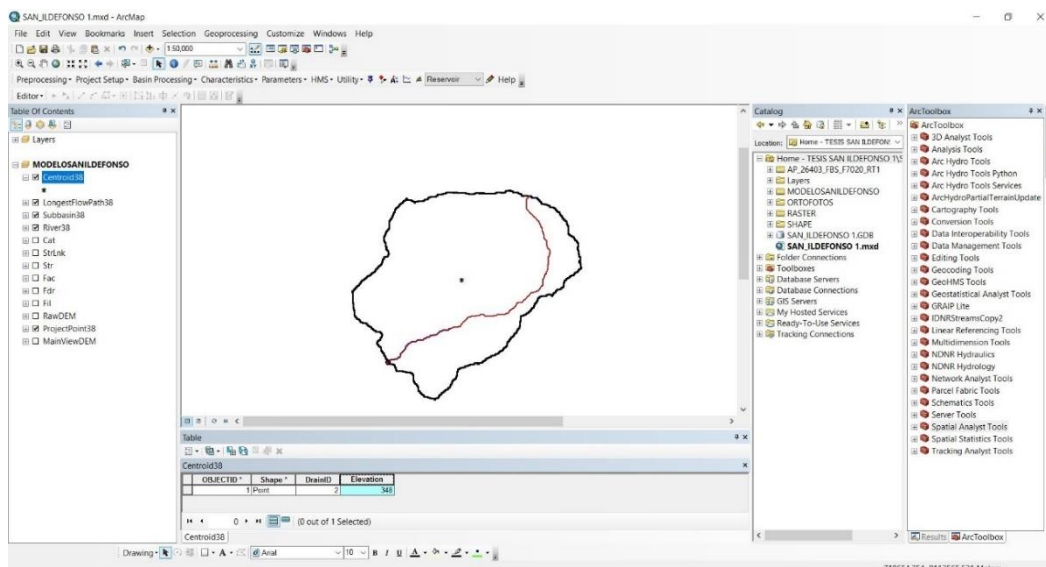 SAN_ILDEFONSO 1.mxd - ArcMap
File Edit View Bookmarks Insert Selection Geoprocessing Customize Windows Help
1:50,000
Preprocessing Project Setup Basin Processing Characteristics Parameters HMS Utility Reservoir Help
Editor
Table Of Contents
Layers
MODELOSANILDEFONSO
Centroid38
LongestFlowPath38
Subbasin38
River38
Cat
StrLnk
Str
Fac
Fdr
Fil
RawDEM
ProjectPoint38
MainViewDEM
Table
Centroid38
OBJECTID * Shape * DrainID Elevation
1 Point 2 348
0 (0 out of 1 Selected)
Centroid38
Drawing A Arial 10 B I U A
Catalog
Location: Home - TESIS SAN ILDEFONS
Home - TESIS SAN ILDEFONSO 1\S
AP_26403_FBS_F7020_RT1
Layers
MODELOSANILDEFONSO
ORTOFOTOS
RASTER
SHAPE
SAN_ILDEFONSO 1.GDB
SAN_ILDEFONSO 1.mxd
Folder Connections
Toolboxes
Database Servers
Database Connections
GIS Servers
My Hosted Services
Ready-To-Use Services
Tracking Connections
ArcToolbox
ArcToolbox
3D Analyst Tools
Analysis Tools
Arc Hydro Tools
Arc Hydro Tools Python
Arc Hydro Tools Services
ArcHydroPartialTerrainUpdate
Cartography Tools
Conversion Tools
Data Interoperability Tools
Data Management Tools
Editing Tools
Geocoding Tools
GeoHMS Tools
Geostatistical Analyst Tools
GRAIP Lite
IDNRStreamsCopy2
Linear Referencing Tools
Multidimension Tools
NDNR Hydraulics
NDNR Hydrology
Network Analyst Tools
Parcel Fabric Tools
Schematics Tools
Server Tools
Spatial Analyst Tools
Spatial Statistics Tools
Tracking Analyst Tools
Results ArcToolbox